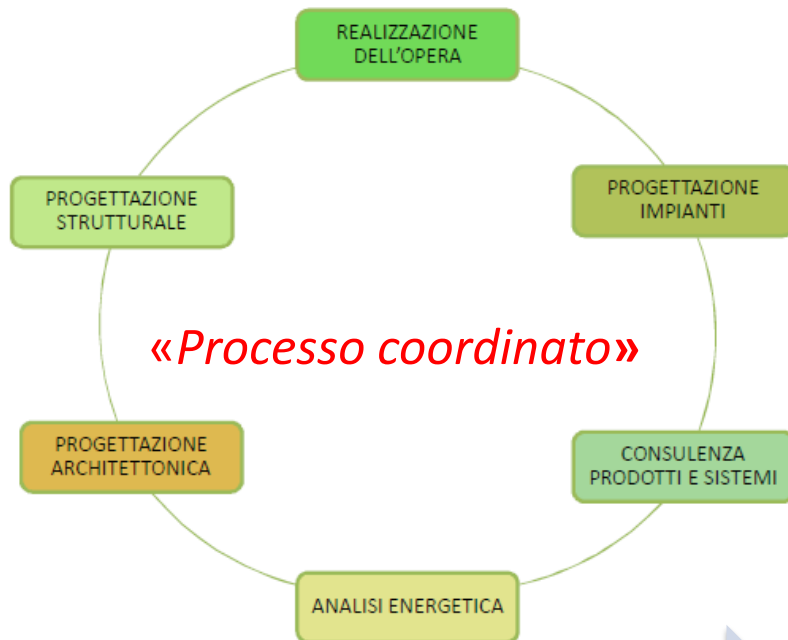 REALIZZAZIONE
DELL’OPERA
PROGETTAZIONE
STRUTTURALE
PROGETTAZIONE
IMPIANTI
«Processo coordinato»
PROGETTAZIONE
ARCHITETTONICA
CONSULENZA
PRODOTTI E SISTEMI
ANALISI ENERGETICA